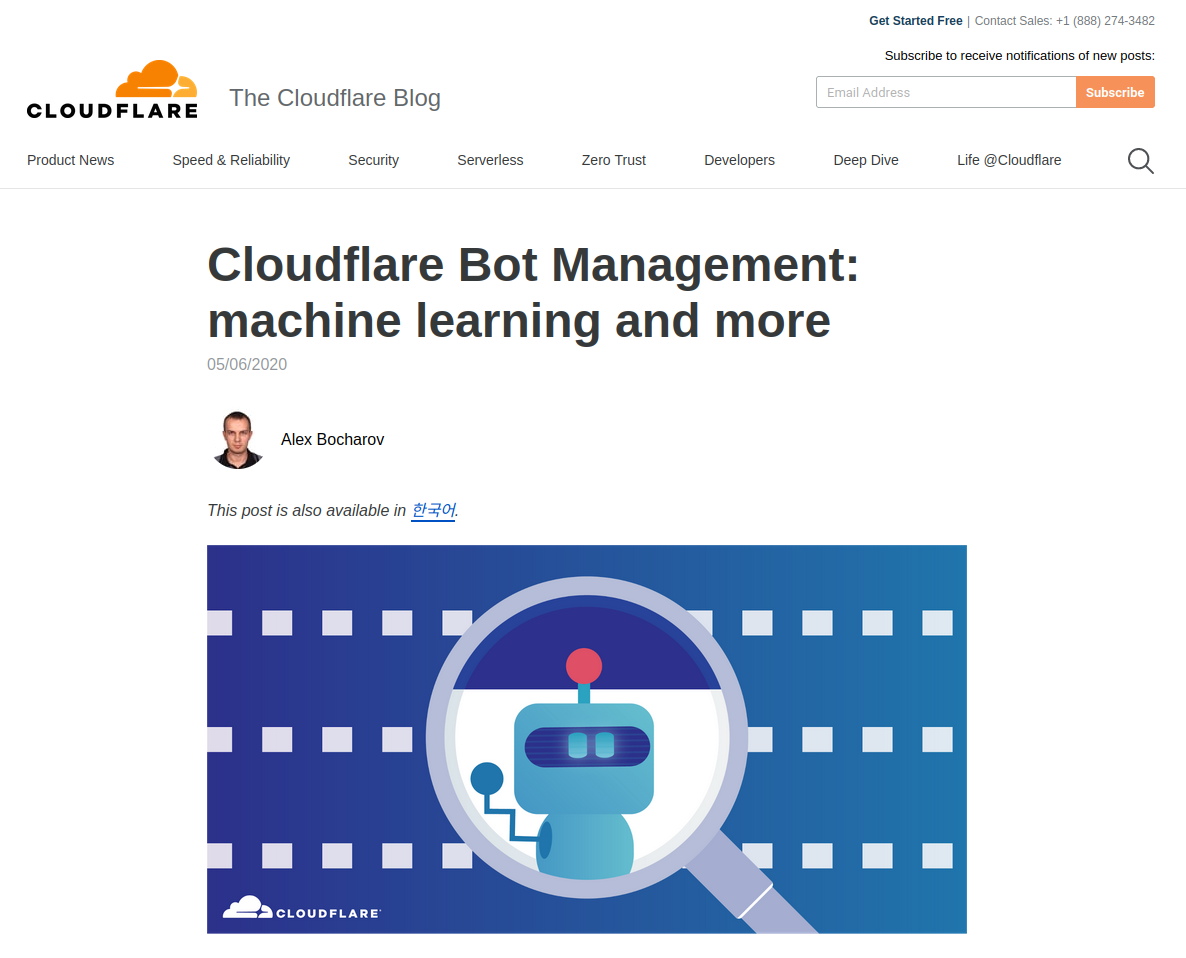 Get Started Free | Contact Sales: +1 (888) 274-3482
Subscribe to receive notifications of new posts:
CLOUDFLARE
The Cloudflare Blog
Email Address
Subscribe
Product News
Speed & Reliability
Security
Serverless
Zero Trust
Developers
Deep Dive
Life @Cloudflare
Cloudflare Bot Management:
machine learning and more
05/06/2020
Alex Bocharov
This post is also available in 한국어.
CLOUDFLARE